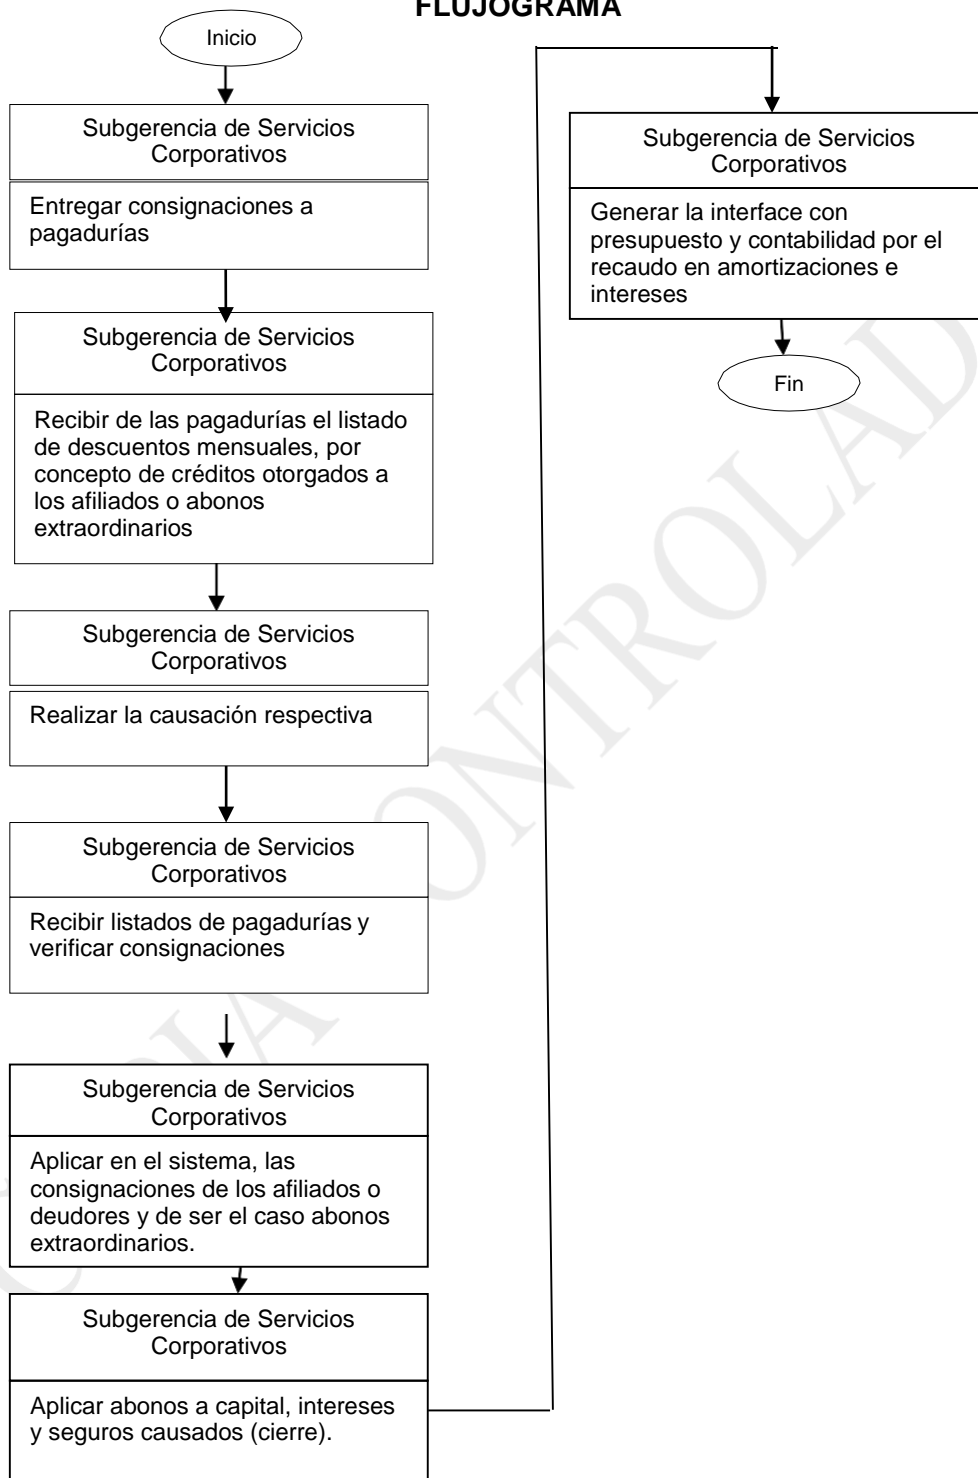 FLUJOGRAMA
Inicio
Subgerencia de Servicios
Corporativos
Entregar consignaciones a
pagadurías
Subgerencia de Servicios
Corporativos
Recibir de las pagadurías el listado
de descuentos mensuales, por
concepto de créditos otorgados a
los afiliados o abonos
extraordinarios
Subgerencia de Servicios
Corporativos
Realizar la causación respectiva
Subgerencia de Servicios
Corporativos
Recibir listados de pagadurías y
verificar consignaciones
Subgerencia de Servicios
Corporativos
Aplicar en el sistema, las
consignaciones de los afiliados o
deudores y de ser el caso abonos
extraordinarios.
Subgerencia de Servicios
Corporativos
Aplicar abonos a capital, intereses
y seguros causados (cierre).
Subgerencia de Servicios
Corporativos
Generar la interface con
presupuesto y contabilidad por el
recaudo en amortizaciones e
intereses
Fin